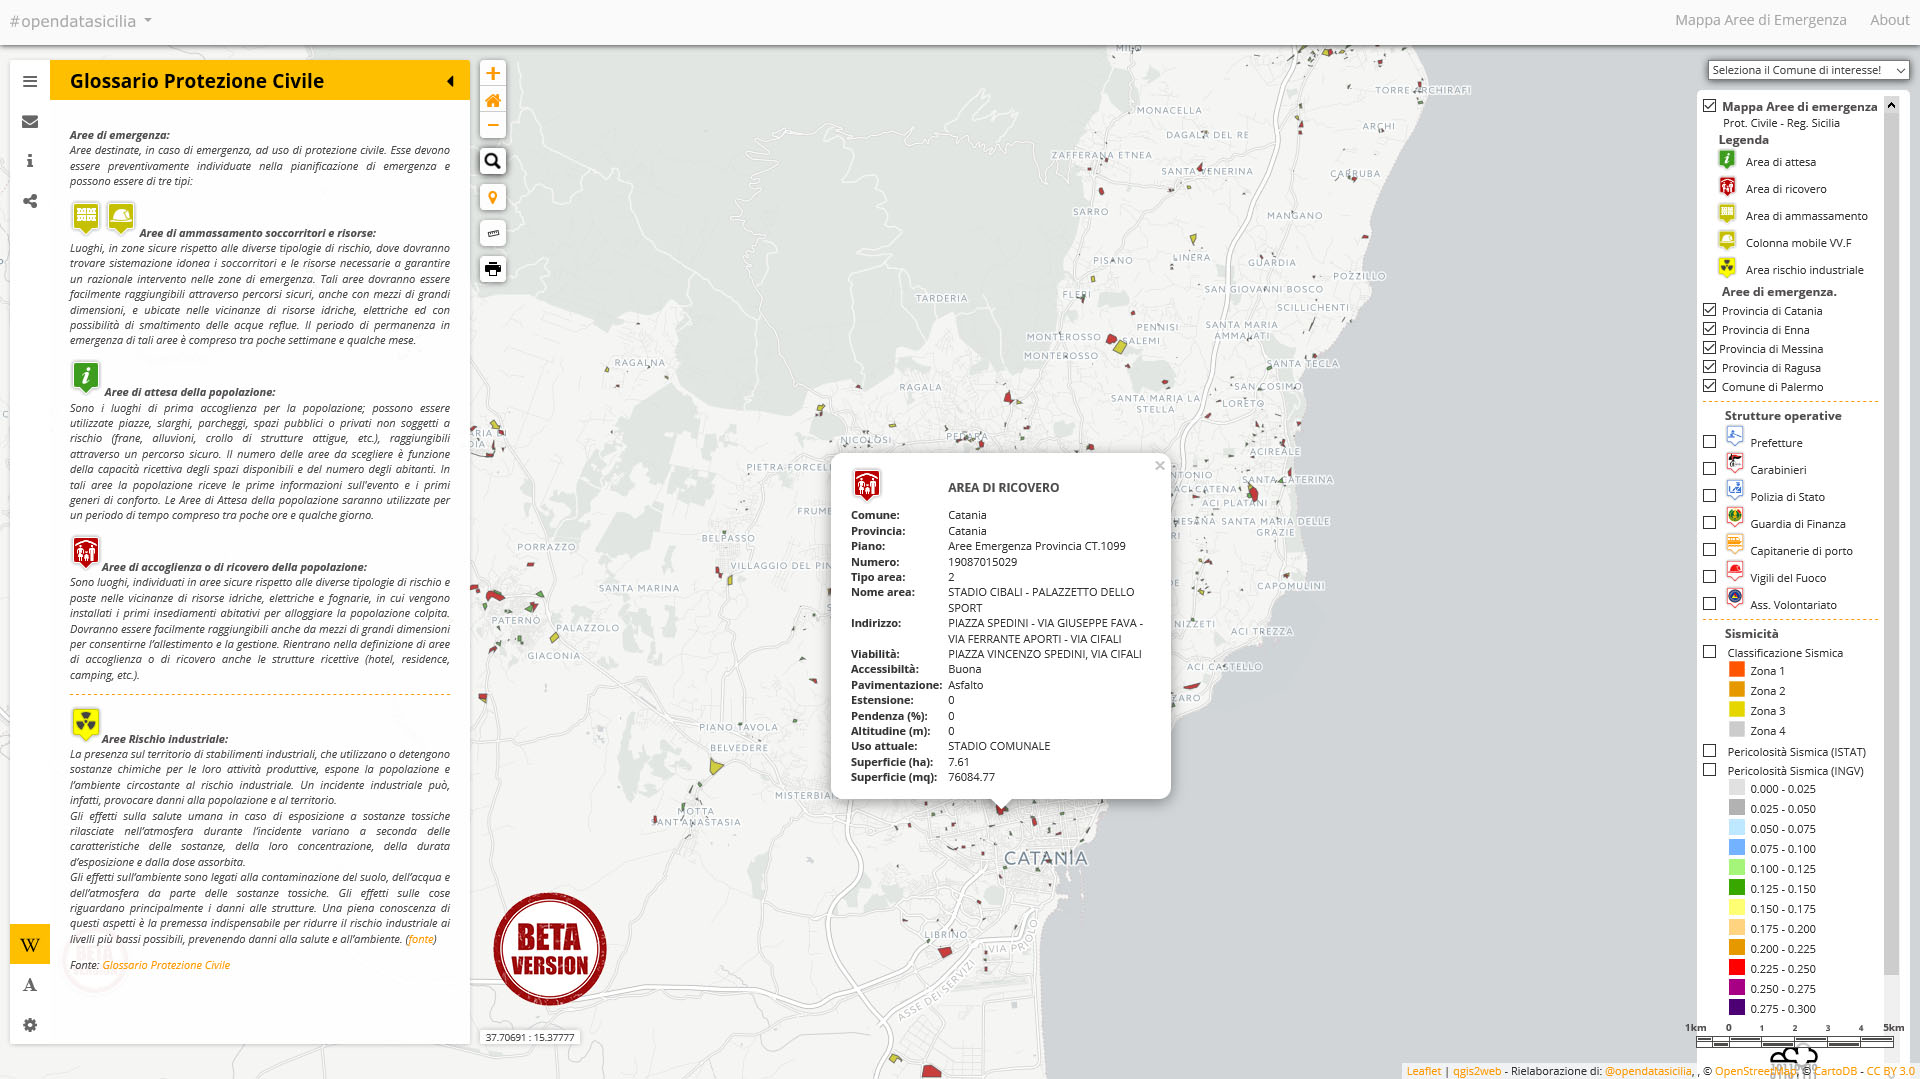 #opendatasicilia
Mappa Aree di Emergenza
About
Glossario Protezione Civile
Aree di emergenza:
Aree destinate, in caso di emergenza, ad uso di protezione civile. Esse devono
essere preventivamente individuate nella pianificazione di emergenza e
possono essere di tre tipi:
Aree di ammassamento soccorritori e risorse:
Luoghi, in zone sicure rispetto alle diverse tipologie di rischio, dove dovranno
trovare sistemazione idonea i soccorritori e le risorse necessarie a garantire
un razionale intervento nelle zone di emergenza. Tali aree dovranno essere
facilmente raggiungibili attraverso percorsi sicuri, anche con mezzi di grandi
dimensioni, e ubicate nelle vicinanze di risorse idriche, elettriche ed con
possibilità di smaltimento delle acque reflue. Il periodo di permanenza in
emergenza di tali aree è compreso tra poche settimane e qualche mese.
Aree di attesa della popolazione:
Sono i luoghi di prima accoglienza per la popolazione; possono essere
utilizzate piazze, slarghi, parcheggi, spazi pubblici o privati non soggetti a
rischio (frane, alluvioni, crollo di strutture attigue, etc.), raggiungibili
attraverso un percorso sicuro. Il numero delle aree da scegliere è funzione
della capacità ricettiva degli spazi disponibili e del numero degli abitanti. In
tali aree la popolazione riceve le prime informazioni sull'evento e i primi
generi di conforto. Le Aree di Attesa della popolazione saranno utilizzate per
un periodo di tempo compreso tra poche ore e qualche giorno.
Aree di accoglienza o di ricovero della popolazione:
Sono luoghi, individuati in aree sicure rispetto alle diverse tipologie di rischio e
poste nelle vicinanze di risorse idriche, elettriche e fognarie, in cui vengono
installati i primi insediamenti abitativi per alloggiare la popolazione colpita.
Dovranno essere facilmente raggiungibili anche da mezzi di grandi dimensioni
per consentirne l'allestimento e la gestione. Rientrano nella definizione di aree
di accoglienza o di ricovero anche le strutture ricettive (hotel, residence,
camping, etc.).
Aree Rischio industriale:
La presenza sul territorio di stabilimenti industriali, che utilizzano o detengono
sostanze chimiche per le loro attività produttive, espone la popolazione e
l'ambiente circostante al rischio industriale. Un incidente industriale può,
infatti, provocare danni alla popolazione e al territorio.
Gli effetti sulla salute umana in caso di esposizione a sostanze tossiche
rilasciate nell'atmosfera durante l'incidente variano a seconda delle
caratteristiche delle sostanze, della loro concentrazione, della durata
d'esposizione e dalla dose assorbita.
Gli effetti sull'ambiente sono legati alla contaminazione del suolo, dell'acqua e
dell'atmosfera da parte delle sostanze tossiche. Gli effetti sulle cose
riguardano principalmente i danni alle strutture. Una piena conoscenza di
questi aspetti è la premessa indispensabile per ridurre il rischio industriale ai
livelli più bassi possibili, prevenendo danni alla salute e all'ambiente. (fonte)
Fonte: Glossario Protezione Civile
W
A
TORRE ARCHIRAFI
MONACELLA
ARCHI
DAGALA DEL RE
ZAFFERANA ETNEA
SANTA VENERINA
CARRUBA
SARRO
MANGANO
PISANO
LINERA
GUARDIA
POZZILLO
FLERI
SAN GIOVANNI BOSCO
TARDERIA
SCILLICHENTI
PENNISI
SANTA MARIA
AMMALATI
MONTEROSSO
SALEMI
MONTEROSSO
RAGALNA
SANTA TECLA
RAGALA
SAN COSIMO
SANTA MARIA LA
STELLA
LORETO
NICOLOSI
PEDARA
ACIREALE
PIETRA
SANTA CATERINA
ACI PLATANI
SANTA MARIA DELLE
GRAZIE
BELPASSO
PORRAZZO
SANTA MARINA
CAPOMULINI
PATERNÒ
PALAZZOLO
GIACONIA
ACI TREZZA
ACI CASTELLO
PIANO TAVOLA
BELVEDERE
MOTTA
SANT'ANASTASIA
CATANIA
LIBRINO
ASSE DEI SERVIZI
AREA DI RICOVERO
×
Comune: Catania
Provincia: Catania
Piano: Aree Emergenza Provincia CT.1099
Numero: 19087015029
Tipo area: 2
Nome area: STADIO CIBALI - PALAZZETTO DELLO
SPORT
Indirizzo: PIAZZA SPEDINI - VIA GIUSEPPE FAVA -
VIA FERRANTE APORTI - VIA CIFALI
Viabilità: PIAZZA VINCENZO SPEDINI, VIA CIFALI
Accessibiltà: Buona
Pavimentazione: Asfalto
Estensione: 0
Pendenza (%): 0
Altitudine (m): 0
Uso attuale: STADIO COMUNALE
Superficie (ha): 7.61
Superficie (mq): 76084.77
BETA
VERSION
37.70691 : 15.37777
Seleziona il Comune di interesse!
Mappa Aree di emergenza
Prot. Civile - Reg. Sicilia
Legenda
Area di attesa
Area di ricovero
Area di ammassamento
Colonna mobile VV.F
Area rischio industriale
Aree di emergenza.
Provincia di Catania
Provincia di Enna
Provincia di Messina
Provincia di Ragusa
Comune di Palermo
Strutture operative
Prefetture
Carabinieri
Polizia di Stato
Guardia di Finanza
Capitanerie di porto
Vigili del Fuoco
Ass. Volontariato
Sismicità
Classificazione Sismica
Zona 1
Zona 2
Zona 3
Zona 4
Pericolosità Sismica (ISTAT)
Pericolosità Sismica (INGV)
0.000 - 0.025
0.025 - 0.050
0.050 - 0.075
0.075 - 0.100
0.100 - 0.125
0.125 - 0.150
0.150 - 0.175
0.175 - 0.200
0.200 - 0.225
0.225 - 0.250
0.250 - 0.275
0.275 - 0.300
1km 0 1 2 3 4 5km
Leaflet | qgis2web - Rielaborazione di: @opendatasicilia, , © OpenStreetMap © CartoDB - CC BY 3.0